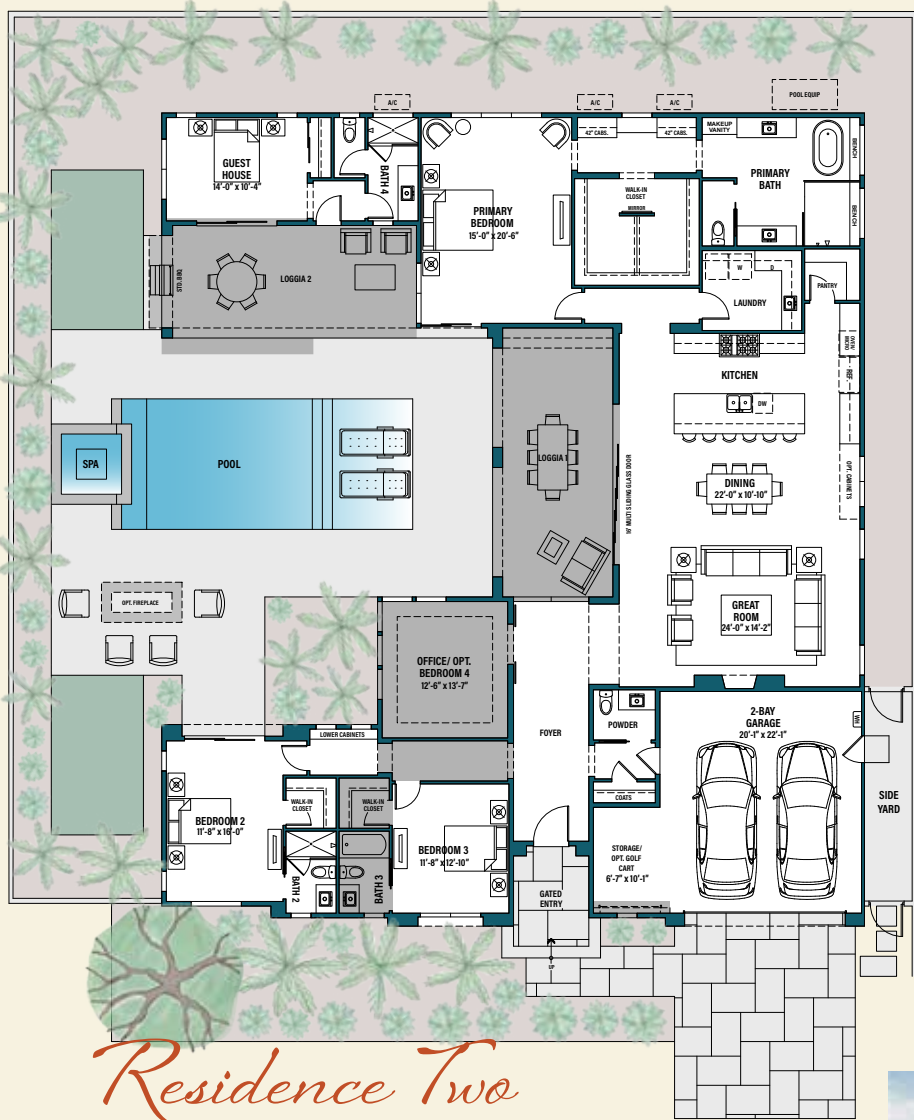 A/C
A/C
A/C
POOL EQUIP
42" CABS.
42" CABS.
MAKEUP
VANITY
BENCH
GUEST
HOUSE
14'-0" x 10'-4"
BATH 4
PRIMARY
BEDROOM
15'-0" x 20'-6"
WALK-IN
CLOSET
MIRROR
PRIMARY
BATH
BENCH
STD. BBQ
LOGGIA 2
W
D
LAUNDRY
PANTRY
KITCHEN
OVEN/
MICRO
REF.
DW
SPA
POOL
LOGGIA 1
16' MULTI SLIDING GLASS DOOR
DINING
22'-0" x 10'-10"
OPT. CABINETS
OPT. FIREPLACE
GREAT
ROOM
24'-0" x 14'-2"
OFFICE/ OPT.
BEDROOM 4
12'-6" x 13'-7"
FOYER
POWDER
2-BAY
GARAGE
20'-1" x 22'-1"
WH
LOWER CABINETS
COATS
SIDE
YARD
BEDROOM 2
11'-8" x 16'-0"
WALK-IN
CLOSET
WALK-IN
CLOSET
BEDROOM 3
11'-8" x 12'-10"
STORAGE/
OPT. GOLF
CART
6'-7" x 10'-1"
BATH 2
BATH 3
GATED
ENTRY
UP
Residence Two